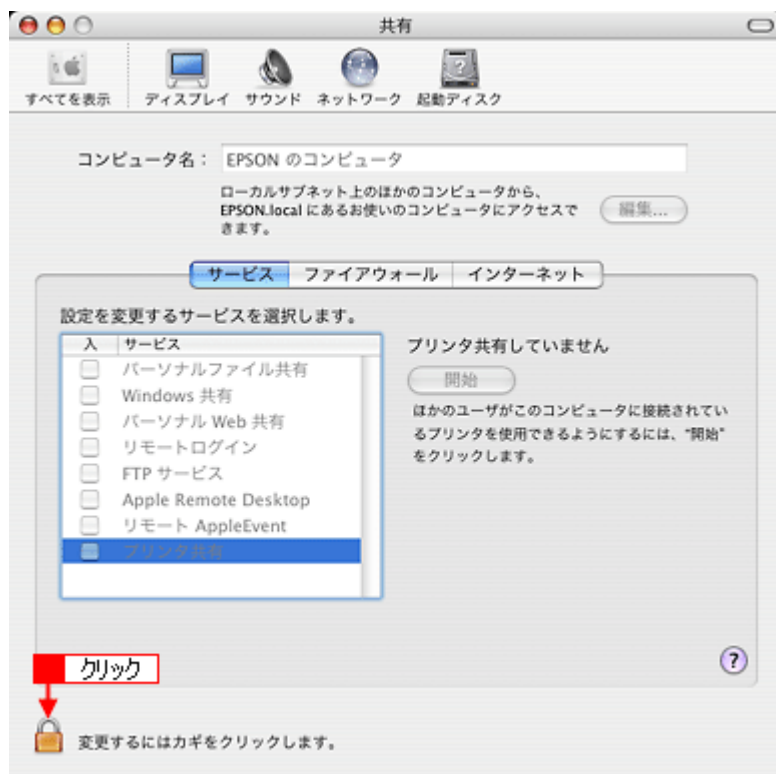 共有
すべてを表示 ディスプレイ サウンド ネットワーク 起動ディスク
コンピュータ名： EPSON のコンピュータ
ローカルサブネット上のほかのコンピュータから、
EPSON.local にあるお使いのコンピュータにアクセスで
きます。
編集...
サービス ファイアウォール インターネット
設定を変更するサービスを選択します。
入 サービス
パーソナルファイル共有
Windows 共有
パーソナル Web 共有
リモートログイン
FTP サービス
Apple Remote Desktop
リモート AppleEvent
プリンタ共有
プリンタ共有していません
開始
ほかのユーザがこのコンピュータに接続されてい
るプリンタを使用できるようにするには、“開始”
をクリックします。
?
クリック
変更するにはカギをクリックします。